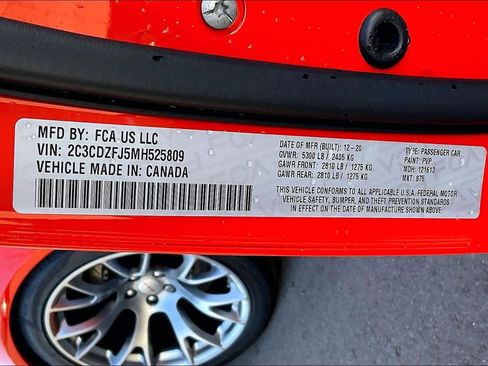 MFD BY: FCA US LLC
VIN: 2C3CDZFJ5MH525809
VEHICLE MADE IN: CANADA
DATE OF MFR (BUILT): 12-20
GVWR: 5300 LB / 2405 KG
GAWR FRONT: 2810 LB / 1275 KG
GAWR REAR: 2810 LB / 1275 KG
TYPE: PASSENGER CAR
PAINT: PVP
MDH: 121613
MKT: 875
THIS VEHICLE CONFORMS TO ALL APPLICABLE U.S.A. FEDERAL MOTOR
VEHICLE SAFETY, BUMPER, AND THEFT PREVENTION STANDARDS
IN EFFECT ON THE DATE OF MANUFACTURE SHOWN ABOVE.